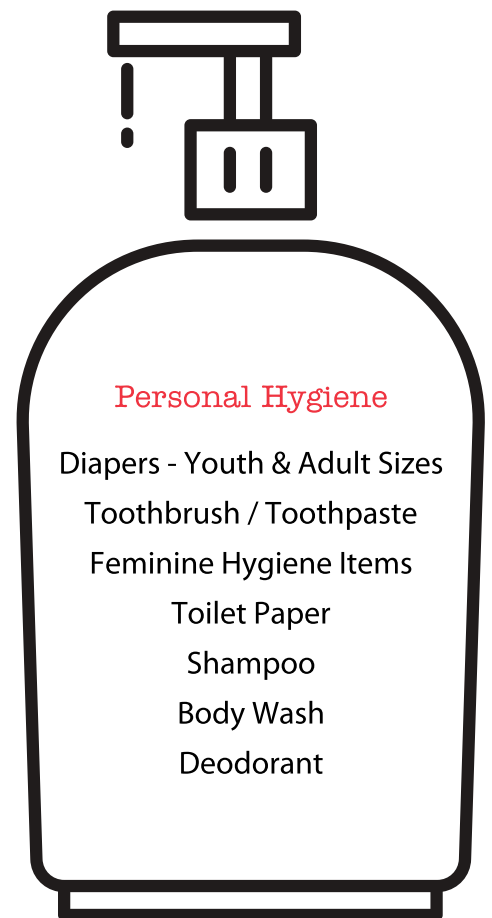 Personal Hygiene
Diapers - Youth & Adult Sizes
Toothbrush / Toothpaste
Feminine Hygiene Items
Toilet Paper
Shampoo
Body Wash
Deodorant